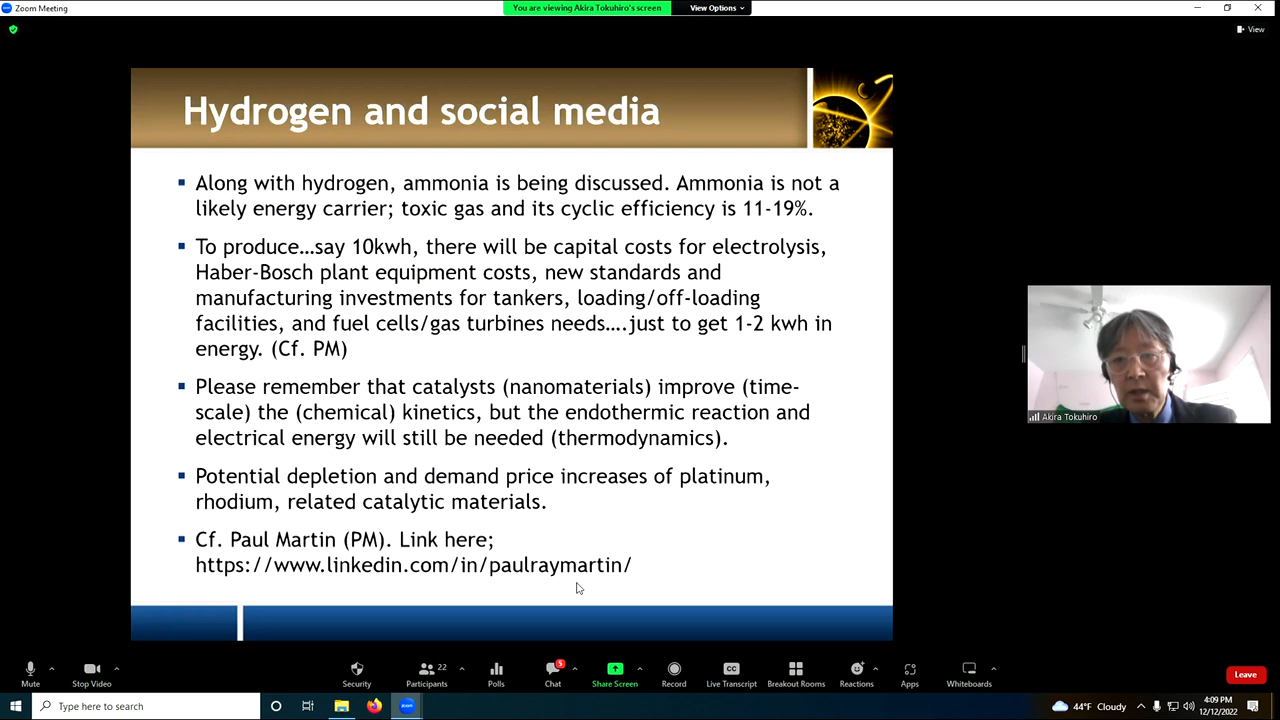 Zoom Meeting
You are viewing Akira Tokuhiro's screen
View Options
View
Hydrogen and social media
Along with hydrogen, ammonia is being discussed. Ammonia is not a
likely energy carrier; toxic gas and its cyclic efficiency is 11-19%.
To produce…say 10kwh, there will be capital costs for electrolysis,
Haber-Bosch plant equipment costs, new standards and
manufacturing investments for tankers, loading/off-loading
facilities, and fuel cells/gas turbines needs….just to get 1-2 kwh in
energy. (Cf. PM)
Please remember that catalysts (nanomaterials) improve (time-
scale) the (chemical) kinetics, but the endothermic reaction and
electrical energy will still be needed (thermodynamics).
Potential depletion and demand price increases of platinum,
rhodium, related catalytic materials.
Cf. Paul Martin (PM). Link here;
https://www.linkedin.com/in/paulraymartin/
Akira Tokuhiro
Mute
Stop Video
Security
Participants
22
Polls
Chat
5
Share Screen
Record
CC
Live Transcript
Breakout Rooms
Reactions
Apps
Whiteboards
Leave
Type here to search
zoom
44°F Cloudy
4:09 PM
12/12/2022